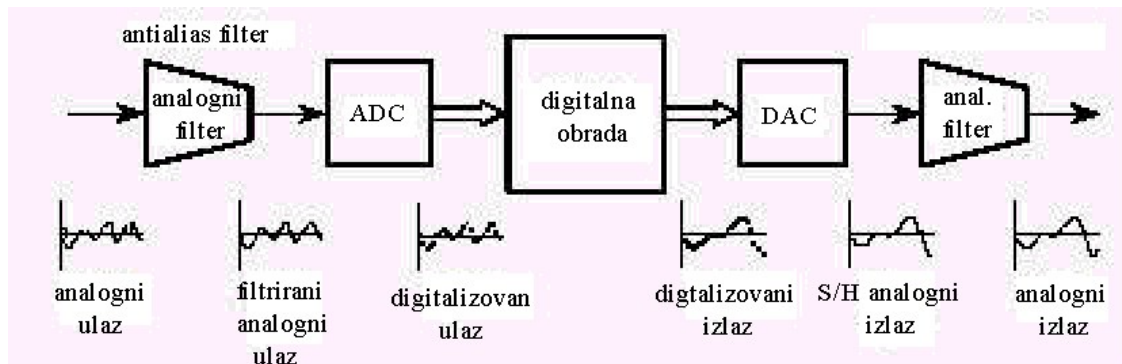 antialias filter
analogni
filter
ADC
digitalna
obrada
DAC
anal.
filter
analogni
ulaz
filtrirani
analogni
ulaz
digitalizovan
ulaz
digtalizovani
izlaz
S/H analogni
izlaz
analogni
izlaz